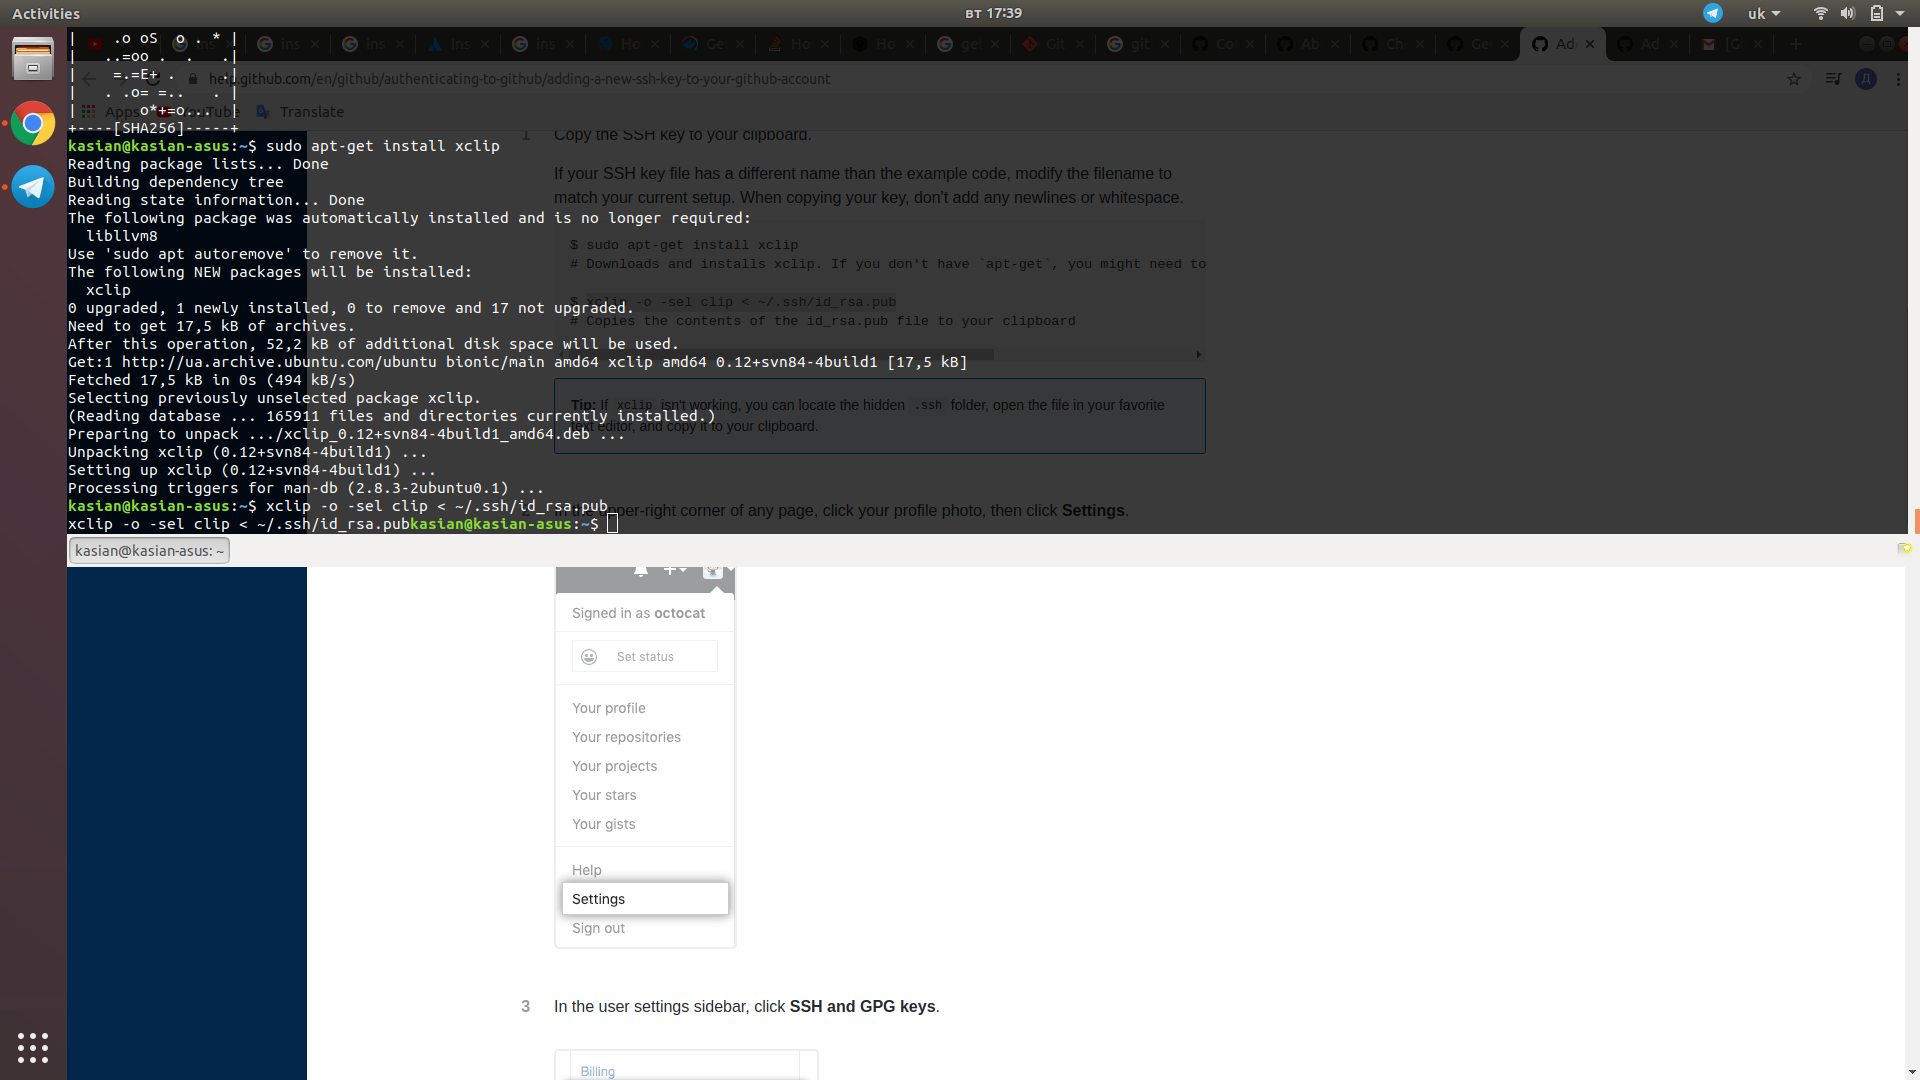 Activities
вт 17:39
uk
help.github.com/en/github/authenticating-to-github/adding-a-new-ssh-key-to-your-github-account
Apps YouTube Translate
| .o oS o . * |
| ..=oo . . .|
| =.=E+ . .|
| . .o= =.. . |
| o*+=o... |
+----[SHA256]-----+
kasian@kasian-asus:~$ sudo apt-get install xclip
Reading package lists... Done
Building dependency tree
Reading state information... Done
The following package was automatically installed and is no longer required:
libllvm8
Use 'sudo apt autoremove' to remove it.
The following NEW packages will be installed:
xclip
0 upgraded, 1 newly installed, 0 to remove and 17 not upgraded.
Need to get 17,5 kB of archives.
After this operation, 52,2 kB of additional disk space will be used.
Get:1 http://ua.archive.ubuntu.com/ubuntu bionic/main amd64 xclip amd64 0.12+svn84-4build1 [17,5 kB]
Fetched 17,5 kB in 0s (494 kB/s)
Selecting previously unselected package xclip.
(Reading database ... 165911 files and directories currently installed.)
Preparing to unpack .../xclip_0.12+svn84-4build1_amd64.deb ...
Unpacking xclip (0.12+svn84-4build1) ...
Setting up xclip (0.12+svn84-4build1) ...
Processing triggers for man-db (2.8.3-2ubuntu0.1) ...
kasian@kasian-asus:~$ xclip -o -sel clip < ~/.ssh/id_rsa.pub
xclip -o -sel clip < ~/.ssh/id_rsa.pubkasian@kasian-asus:~$
kasian@kasian-asus: ~
1 Copy the SSH key to your clipboard.
If your SSH key file has a different name than the example code, modify the filename to
match your current setup. When copying your key, don't add any newlines or whitespace.
$ sudo apt-get install xclip
# Downloads and installs xclip. If you don't have `apt-get`, you might need to
$ xclip -o -sel clip < ~/.ssh/id_rsa.pub
# Copies the contents of the id_rsa.pub file to your clipboard
Tip: If xclip isn't working, you can locate the hidden .ssh folder, open the file in your favorite
text editor, and copy it to your clipboard.
2 In the upper-right corner of any page, click your profile photo, then click Settings.
Signed in as octocat
Set status
Your profile
Your repositories
Your projects
Your stars
Your gists
Help
Settings
Sign out
3 In the user settings sidebar, click SSH and GPG keys.
Billing